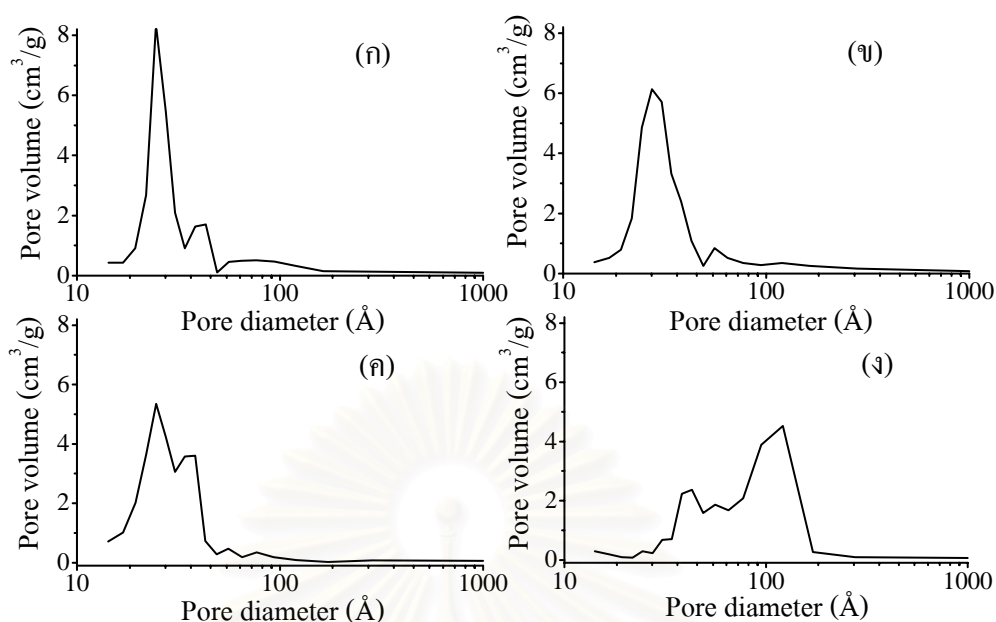 (ก)
Pore volume (cm³/g)
8
6
4
2
0
10
100
1000
Pore diameter (Å)
(ข)
Pore volume (cm³/g)
8
6
4
2
0
10
100
1000
Pore diameter (Å)
(ค)
Pore volume (cm³/g)
8
6
4
2
0
10
100
1000
Pore diameter (Å)
(ง)
Pore volume (cm³/g)
8
6
4
2
0
10
100
1000
Pore diameter (Å)